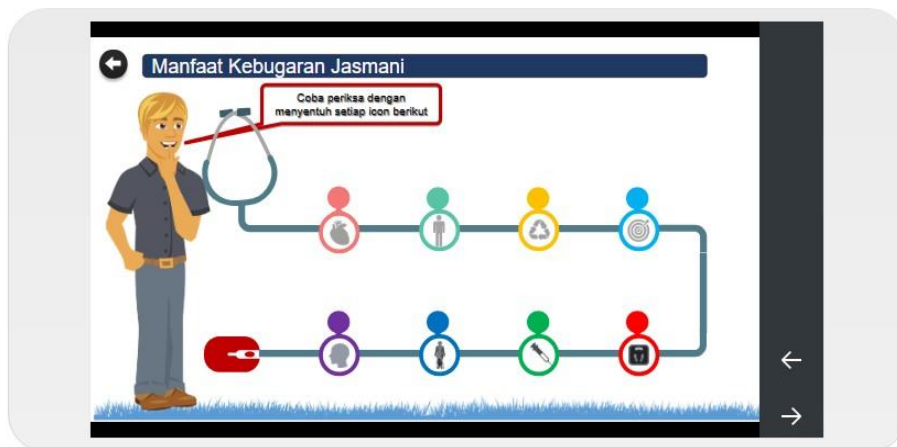 Manfaat Kebugaran Jasmani
Coba periksa dengan
menyentuh setiap icon berikut